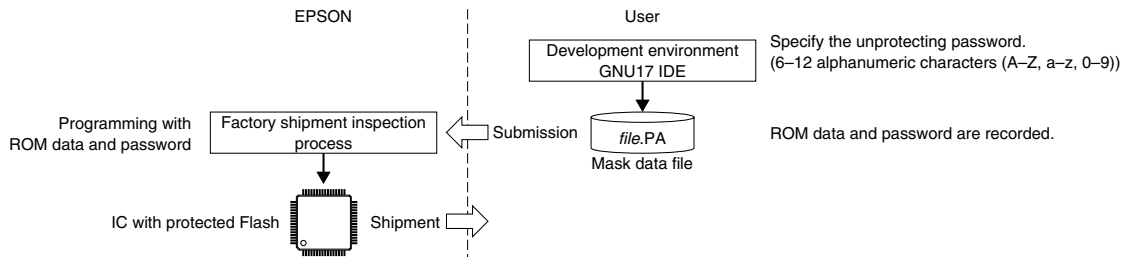 EPSON
User
Development environment
GNU17 IDE
Specify the unprotecting password.
(6–12 alphanumeric characters (A–Z, a–z, 0–9))
Programming with
ROM data and password
Factory shipment inspection
process
Submission
file.PA
Mask data file
ROM data and password are recorded.
IC with protected Flash
Shipment